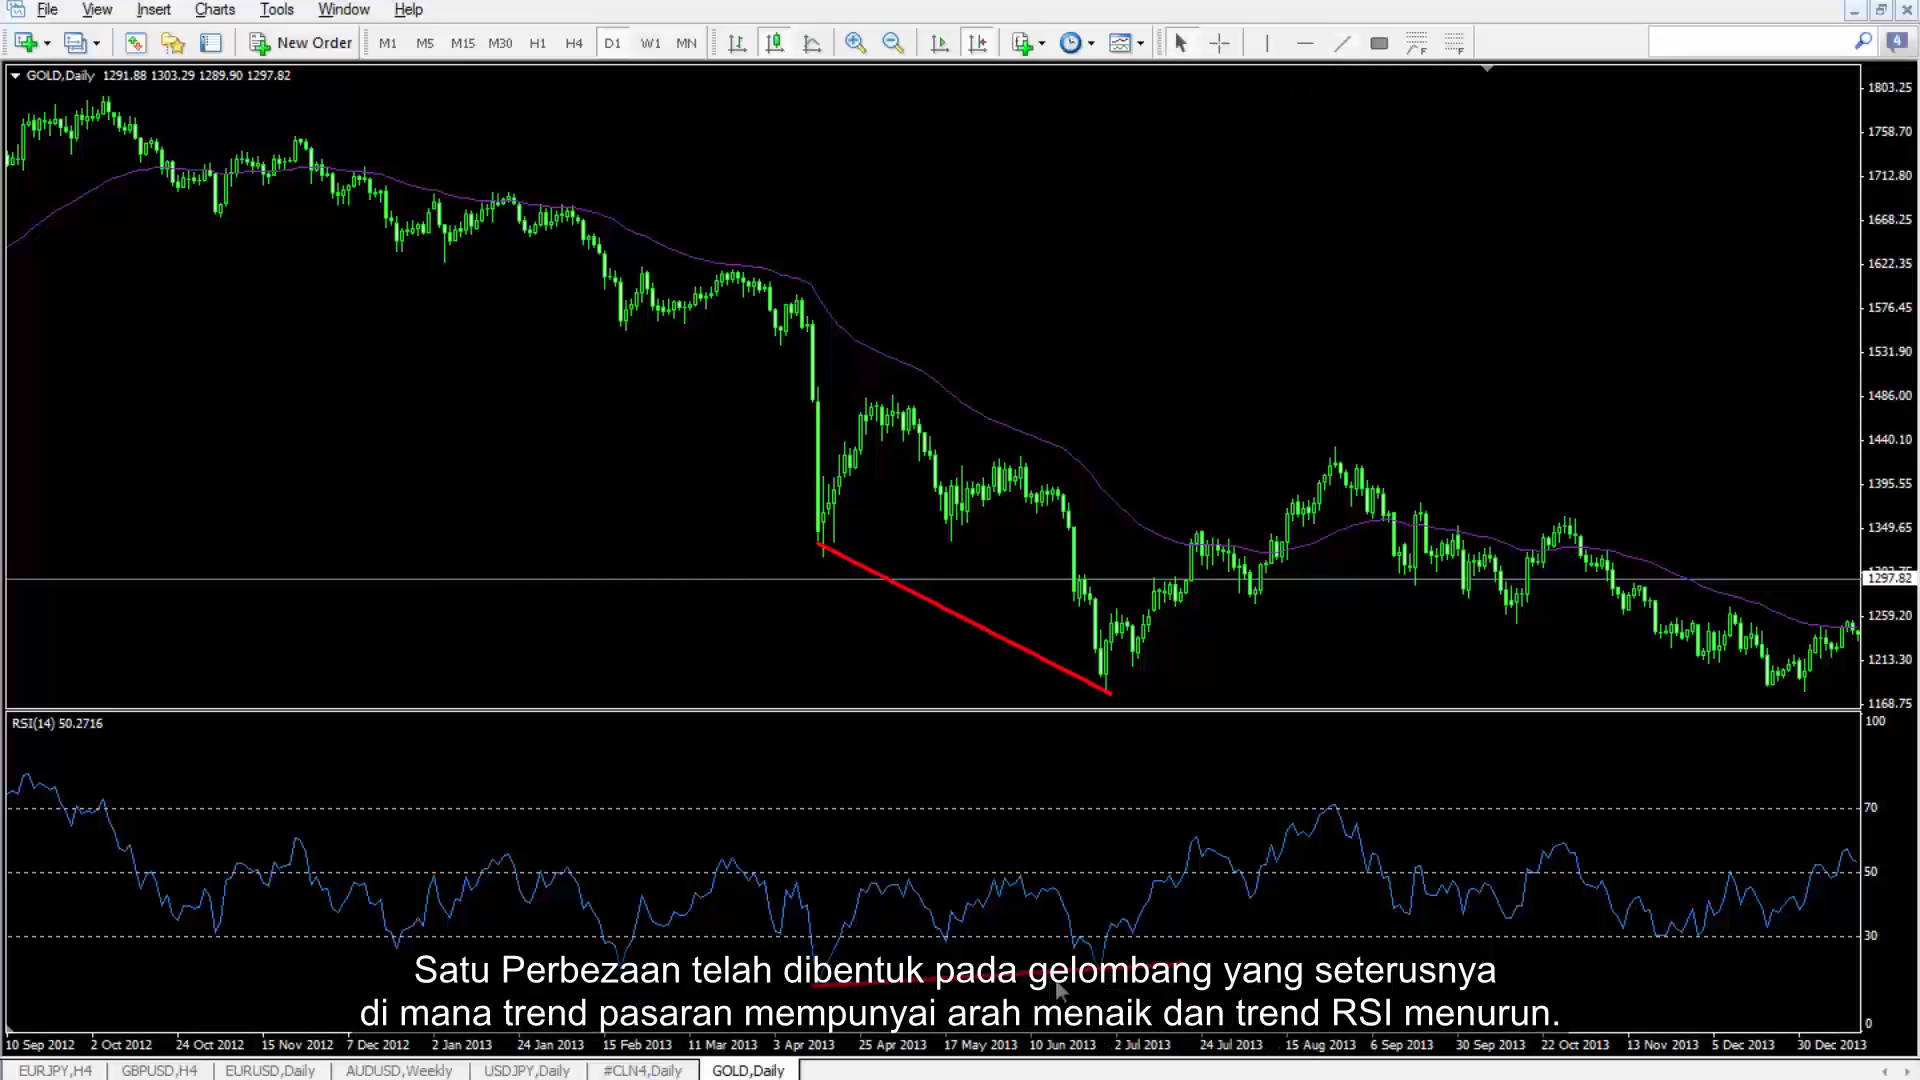 File View Insert Charts Tools Window Help
New Order M1 M5 M15 M30 H1 H4 D1 W1 MN
4
GOLD,Daily 1291.88 1303.29 1289.90 1297.82
1803.25
1758.70
1712.80
1668.25
1622.35
1576.45
1531.90
1486.00
1440.10
1395.55
1349.65
1297.82
1259.20
1213.30
1168.75
RSI(14) 50.2716
100
70
50
30
0
Satu Perbezaan telah dibentuk pada gelombang yang seterusnya
di mana trend pasaran mempunyai arah menaik dan trend RSI menurun.
10 Sep 2012 2 Oct 2012 24 Oct 2012 15 Nov 2012 7 Dec 2012 2 Jan 2013 24 Jan 2013 15 Feb 2013 11 Mar 2013 3 Apr 2013 25 Apr 2013 17 May 2013 10 Jun 2013 2 Jul 2013 24 Jul 2013 15 Aug 2013 6 Sep 2013 30 Sep 2013 22 Oct 2013 13 Nov 2013 5 Dec 2013 30 Dec 2013
EURJPY,H4 GBPUSD,H4 EURUSD,Daily AUDUSD,Weekly USDJPY,Daily #CLN4,Daily GOLD,Daily